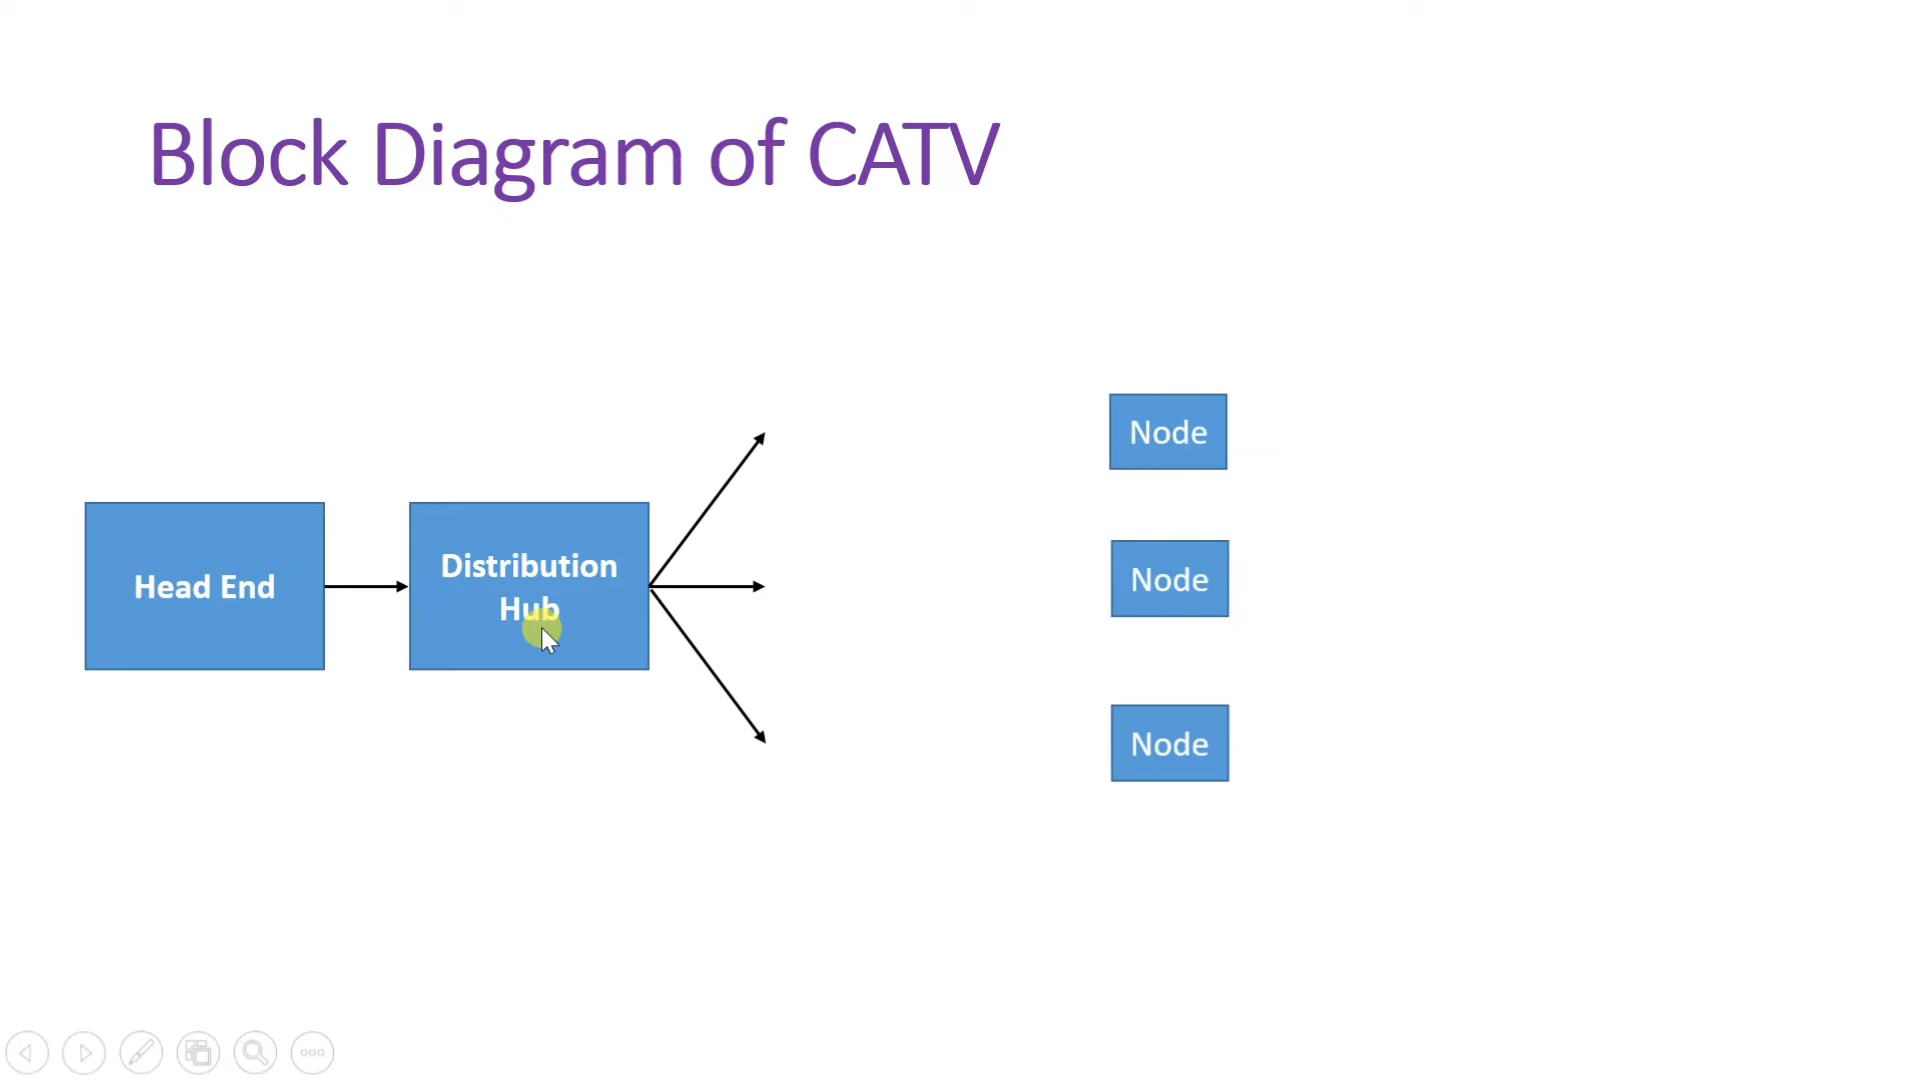 Block Diagram of CATV
Node
Head End
Distribution
Hub
Node
Node